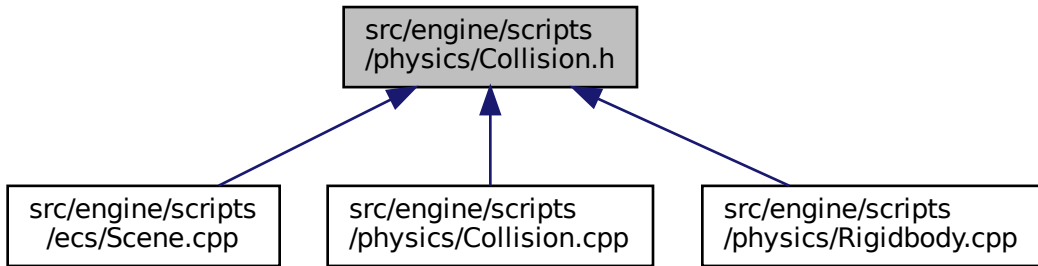 src/engine/scripts
/physics/Collision.h
src/engine/scripts
/ecs/Scene.cpp
src/engine/scripts
/physics/Collision.cpp
src/engine/scripts
/physics/Rigidbody.cpp